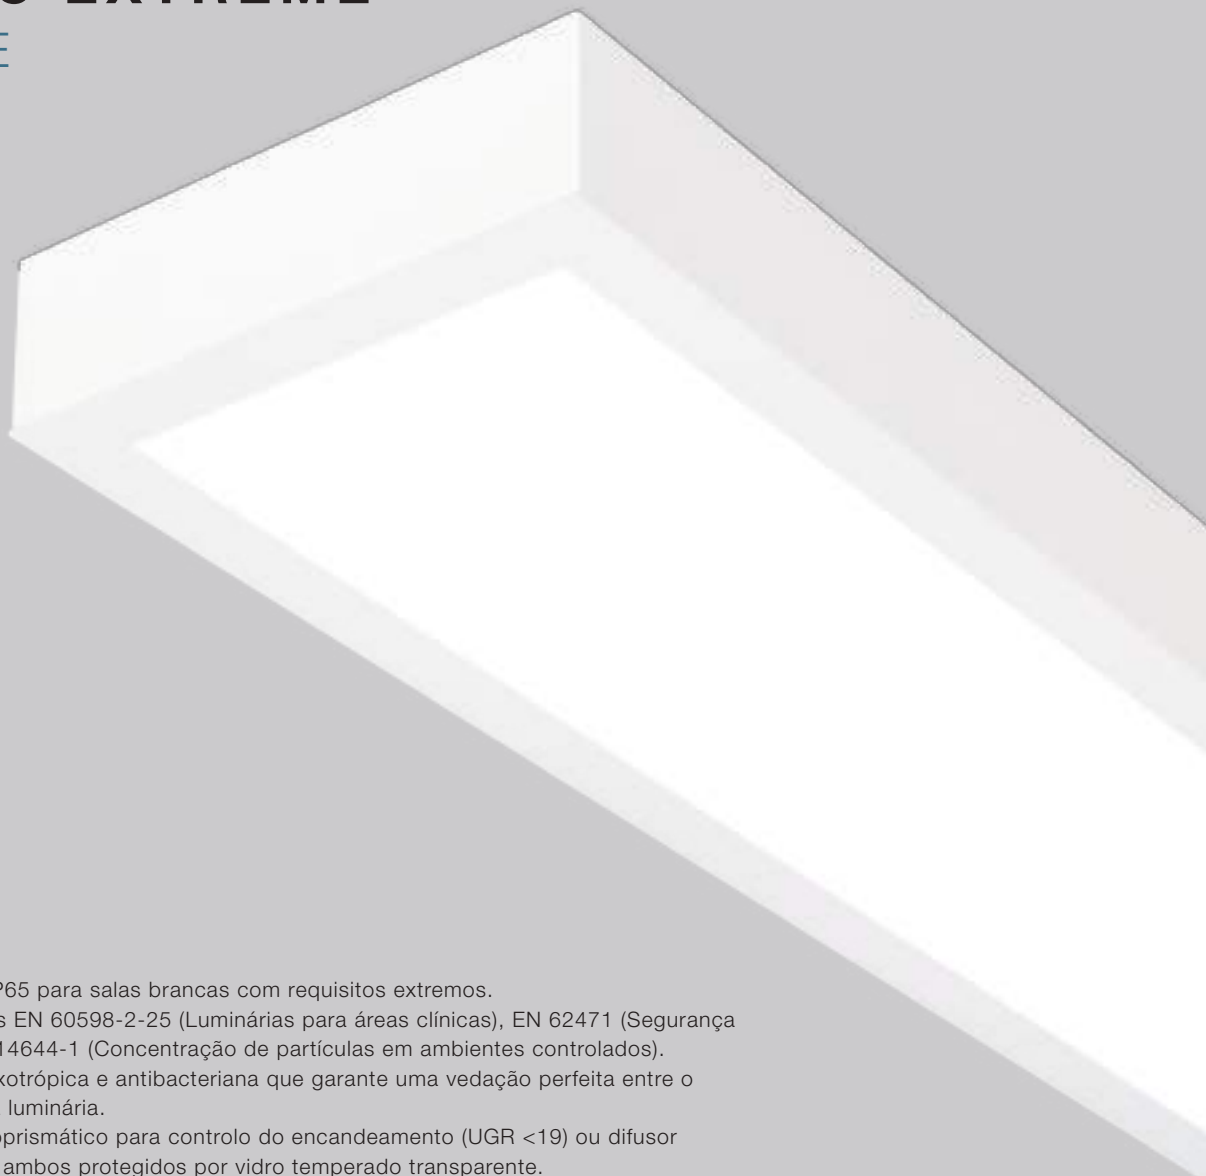 EXTREME
P65 para salas brancas com requisitos extremos.
EN 60598-2-25 (Luminárias para áreas clínicas), EN 62471 (Segurança
14644-1 (Concentração de partículas em ambientes controlados).
xotrópica e antibacteriana que garante uma vedação perfeita entre o
luminária.
oprismático para controlo do encandeamento (UGR <19) ou difusor
ambos protegidos por vidro temperado transparente.